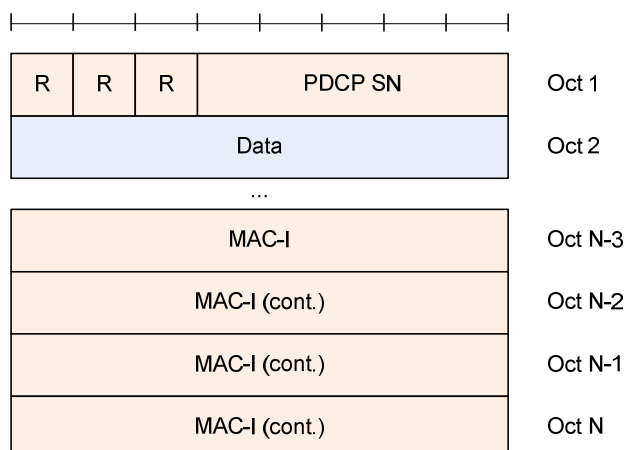 R R R PDCP SN Oct 1
Data Oct 2
...
MAC-I Oct N-3
MAC-I (cont.) Oct N-2
MAC-I (cont.) Oct N-1
MAC-I (cont.) Oct N